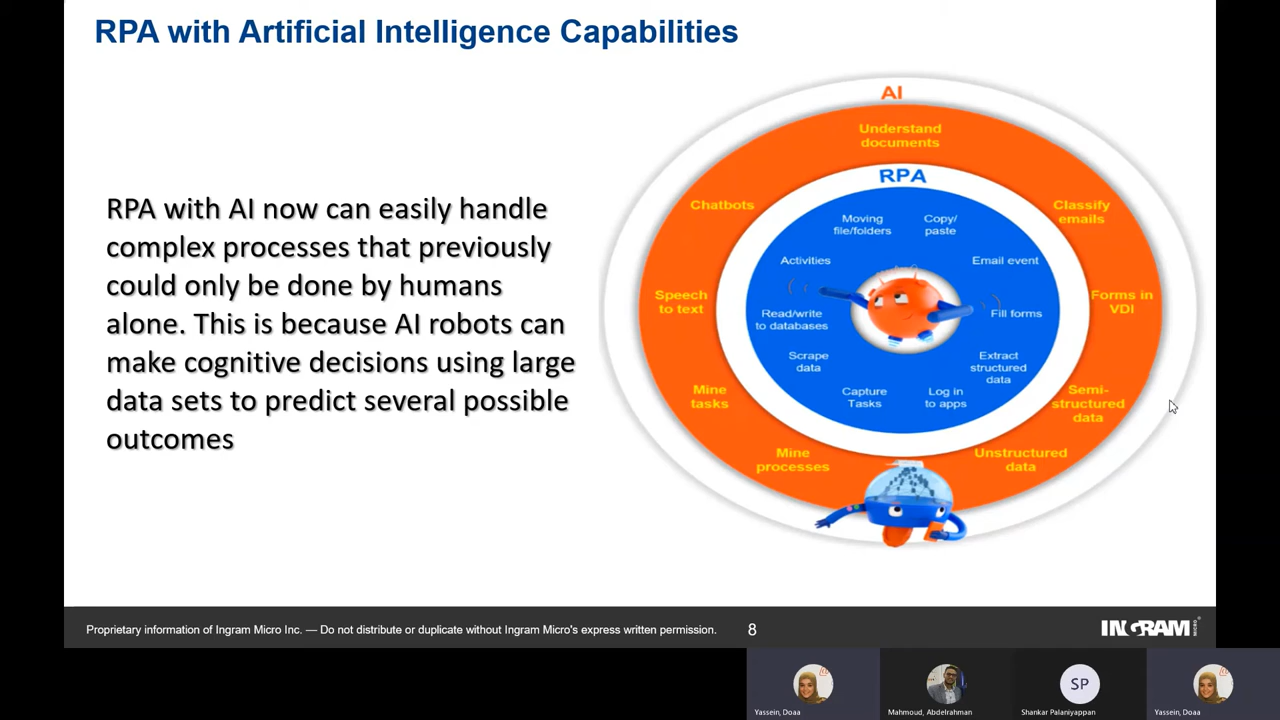 RPA with Artificial Intelligence Capabilities
RPA with AI now can easily handle
complex processes that previously
could only be done by humans
alone. This is because AI robots can
make cognitive decisions using large
data sets to predict several possible
outcomes
AI
Understand
documents
Chatbots
Classify
emails
Speech
to text
Forms in
VDI
Mine
tasks
Semi-
structured
data
Mine
processes
Unstructured
data
RPA
Moving
file/folders
Copy/
paste
Activities
Email event
Read/write
to databases
Fill forms
Scrape
data
Extract
structured
data
Capture
Tasks
Log in
to apps
Proprietary information of Ingram Micro Inc. — Do not distribute or duplicate without Ingram Micro's express written permission.
8
INGRAM
MICRO
SP
Yassein, Doaa
Mahmoud, Abdelrahman
Shankar Palaniyappan
Yassein, Doaa